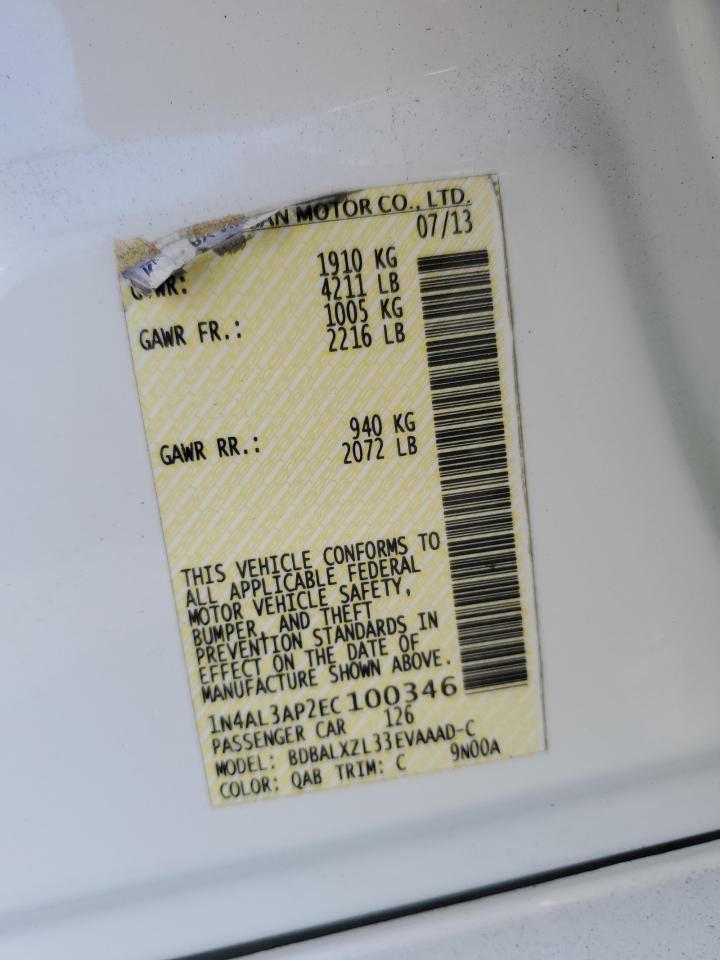 MOTOR CO., LTD.
07/13
1910 KG
4211 LB
GAWR FR.: 1005 KG
2216 LB
GAWR RR.: 940 KG
2072 LB
THIS VEHICLE CONFORMS TO
ALL APPLICABLE FEDERAL
MOTOR VEHICLE SAFETY,
BUMPER, AND THEFT
PREVENTION STANDARDS IN
EFFECT ON THE DATE OF
MANUFACTURE SHOWN ABOVE.
1N4AL3AP2EC100346
PASSENGER CAR 126
MODEL: BDBALXZL33EVAAAD-C
COLOR: QAB TRIM: C 9N00A